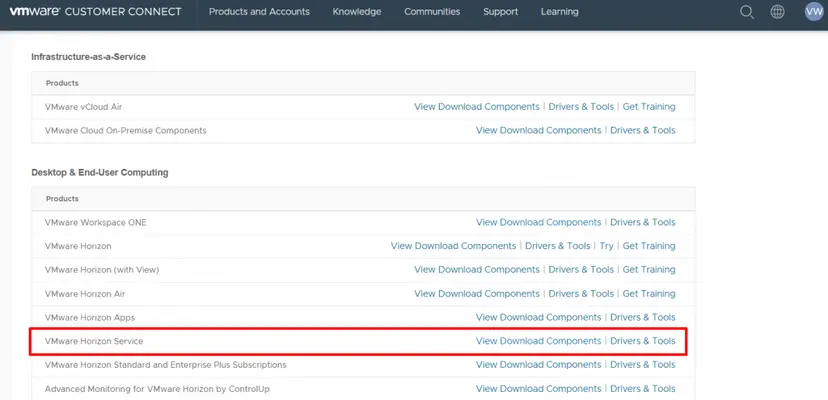 vmware CUSTOMER CONNECT Products and Accounts Knowledge Communities Support Learning VW
Infrastructure-as-a-Service
Products
VMware vCloud Air View Download Components | Drivers & Tools | Get Training
VMware Cloud On-Premise Components View Download Components | Drivers & Tools
Desktop & End-User Computing
Products
VMware Workspace ONE View Download Components | Drivers & Tools
VMware Horizon View Download Components | Drivers & Tools | Try | Get Training
VMware Horizon (with View) View Download Components | Drivers & Tools | Get Training
VMware Horizon Air View Download Components | Drivers & Tools | Get Training
VMware Horizon Apps View Download Components | Drivers & Tools
VMware Horizon Service View Download Components | Drivers & Tools
VMware Horizon Standard and Enterprise Plus Subscriptions View Download Components | Drivers & Tools
Advanced Monitoring for VMware Horizon by ControlUp View Download Components | Drivers & Tools